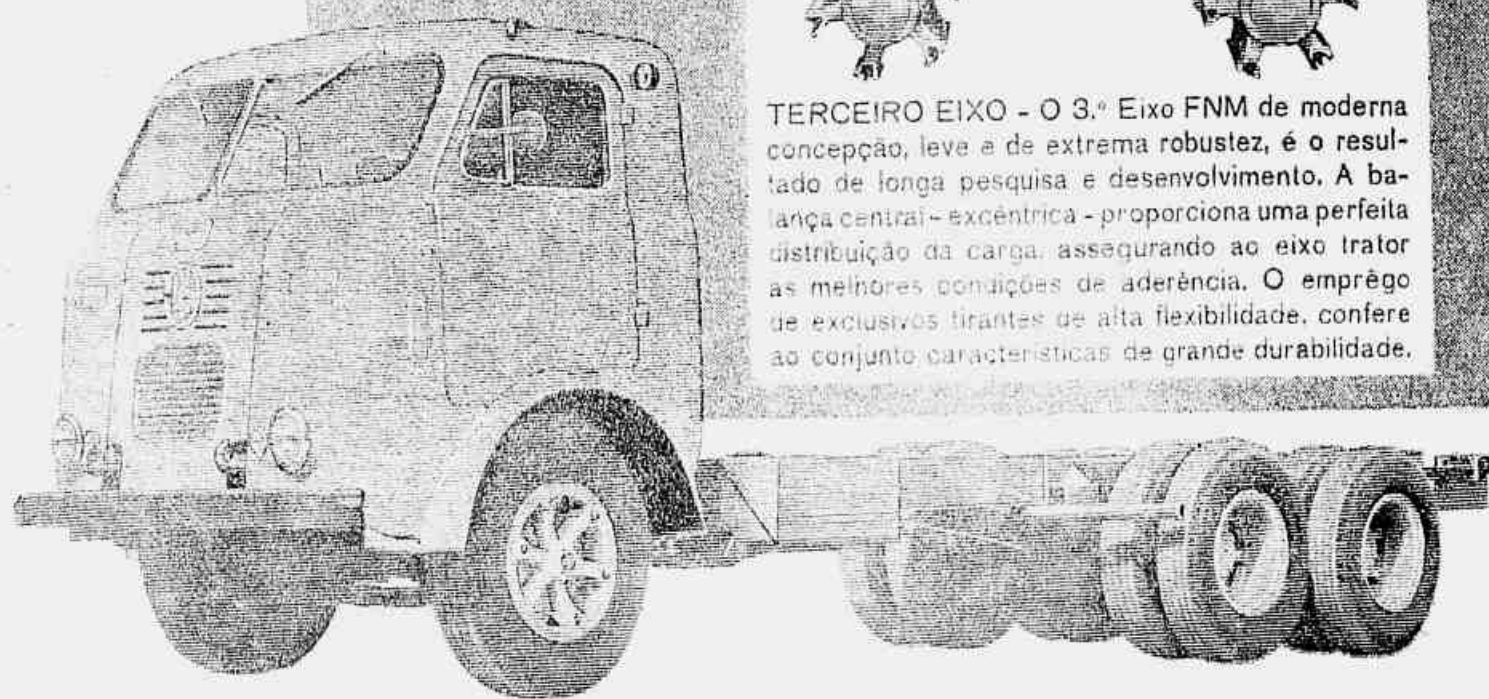 TERCEIRO EIXO - O 3.º Eixo FNM de moderna
concepção, leve e de extrema robustez, é o resul-
tado de longa pesquisa e desenvolvimento. A ba-
lança central - excêntrica - proporciona uma perfeita
distribuição da carga, assegurando ao eixo trator
as melhores condições de aderência. O emprêgo
de exclusivos tirantes de alta flexibilidade, confere
ao conjunto características de grande durabilidade.